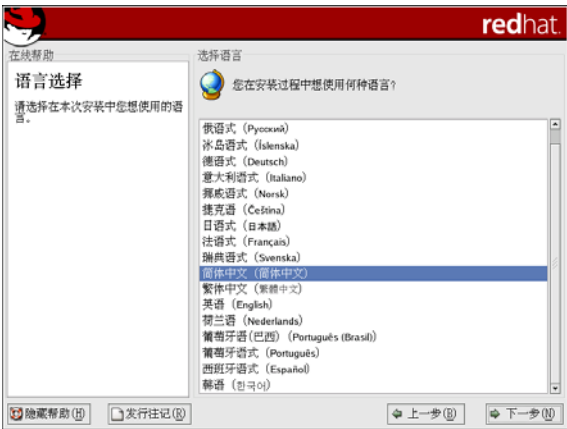 redhat.
在线帮助
语言选择
请选择在本次安装中您想使用的语
言。
选择语言
您在安装过程中想使用何种语言?
俄语式 (Русский)
冰岛语式 (Íslenska)
德语式 (Deutsch)
意大利语式 (Italiano)
挪威语式 (Norsk)
捷克语 (Čeština)
日语式 (日本語)
法语式 (Français)
瑞典语式 (Svenska)
简体中文 (简体中文)
繁体中文 (繁體中文)
英语 (English)
荷兰语 (Nederlands)
葡萄牙语(巴西) (Português (Brasil))
葡萄牙语式 (Português)
西班牙语式 (Español)
韩语 (한국어)
隐藏帮助(H)
发行注记(R)
上一步(B)
下一步(N)